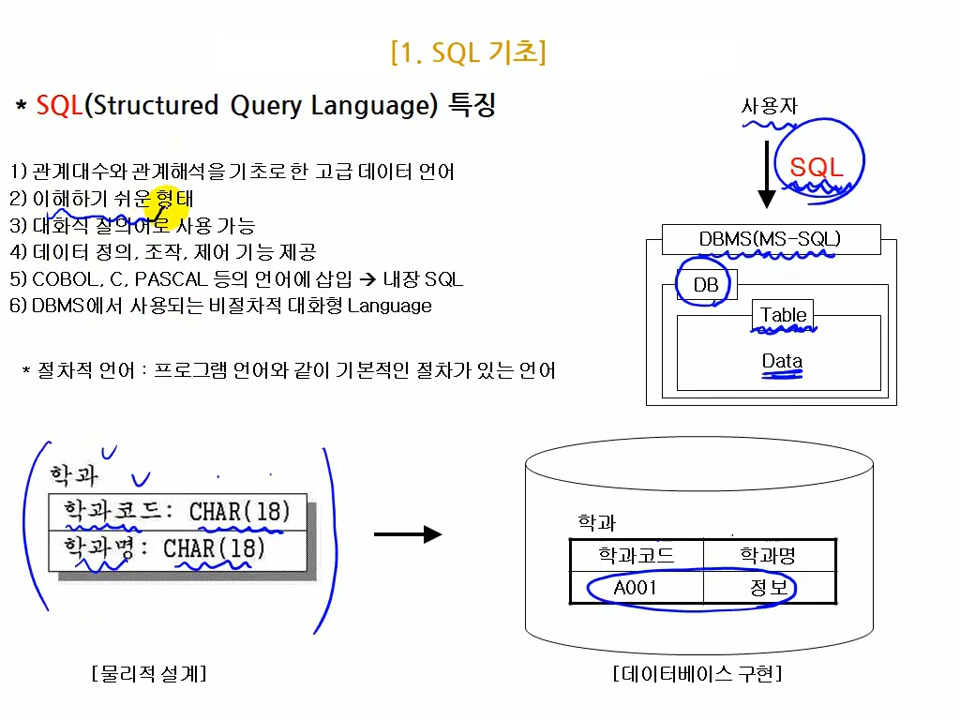 [1. SQL 기초]
* SQL(Structured Query Language) 특징
1) 관계대수와 관계해석을 기초로한 고급 데이터 언어
2) 이해하기 쉬운 형태
3) 대화식 질의어로 사용 가능
4) 데이터 정의, 조작, 제어 기능 제공
5) COBOL, C, PASCAL 등의 언어에 삽입 → 내장 SQL
6) DBMS에서 사용되는 비절차적 대화형 Language
* 절차적 언어 : 프로그램 언어와 같이 기본적인 절차가 있는 언어
사용자
SQL
DBMS(MS-SQL)
DB
Table
Data
학과
학과코드: CHAR(18)
학과명: CHAR(18)
[물리적 설계]
학과
학과코드 학과명
A001 정보
[데이터베이스 구현]